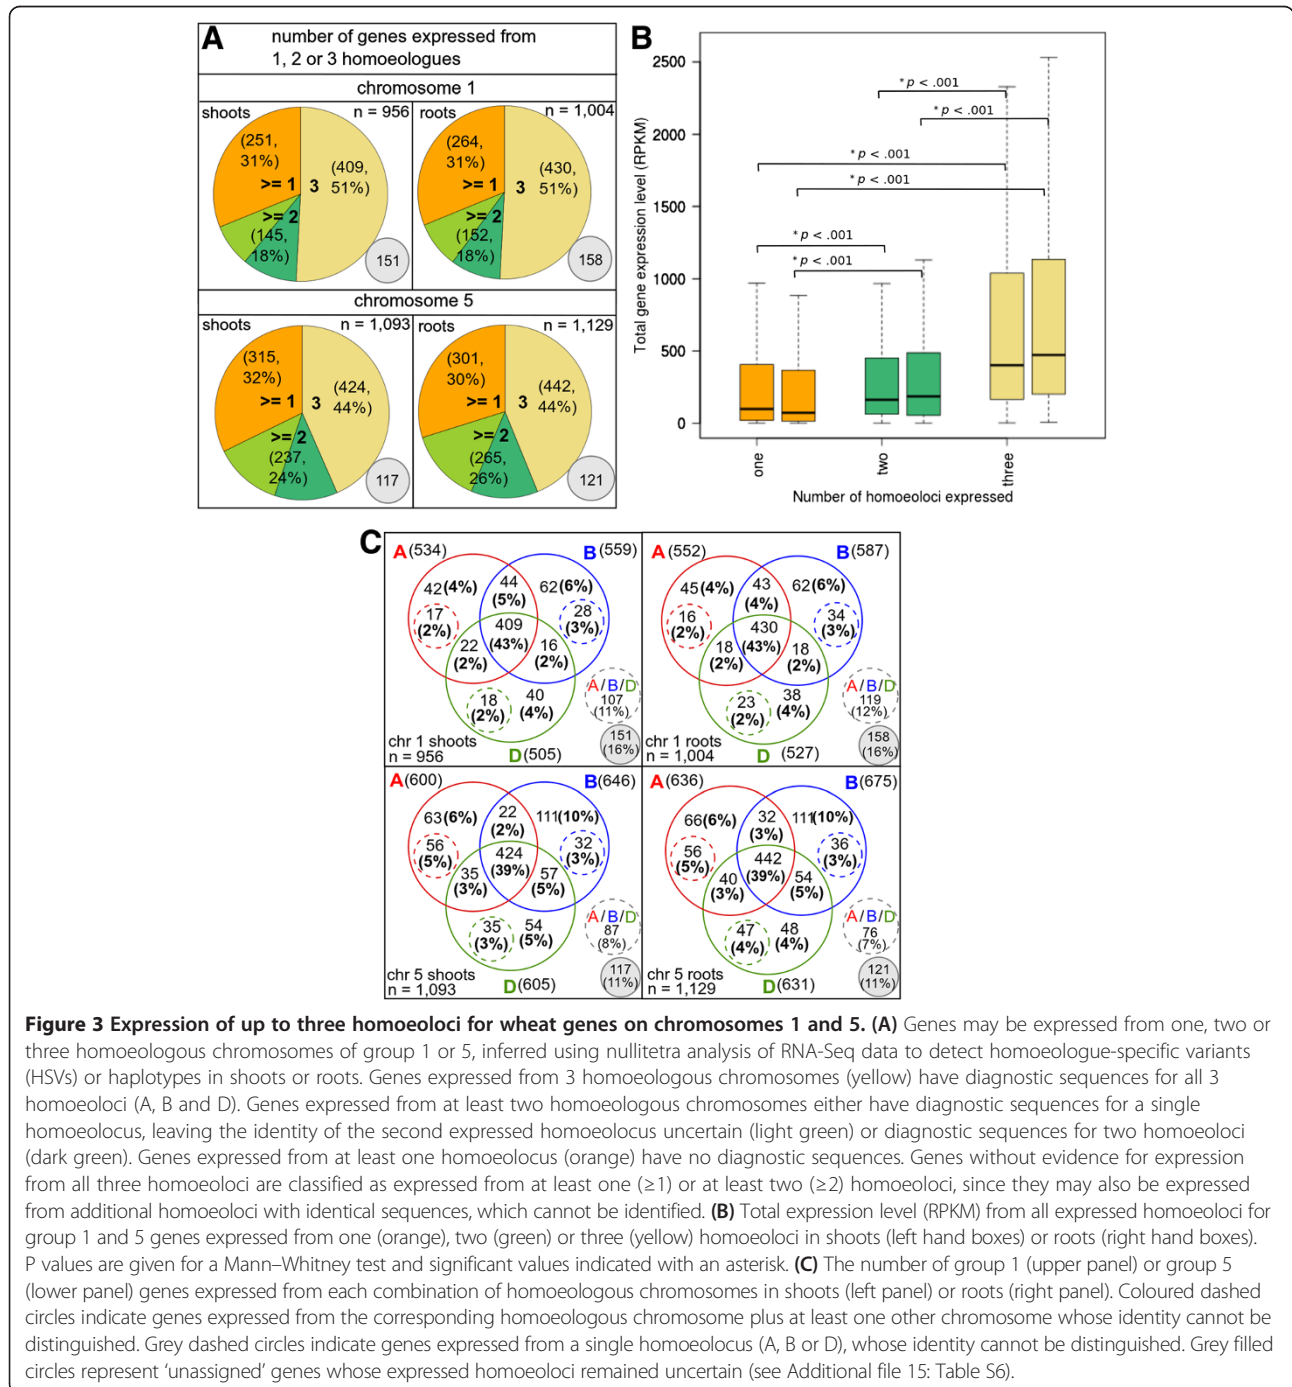 A
number of genes expressed from
1, 2 or 3 homoeologues
chromosome 1
shoots
n = 956
(251,
31%)
>= 1
3
(409,
51%)
>= 2
(145,
18%)
151
roots
n = 1,004
(264,
31%)
>= 1
3
(430,
51%)
>= 2
(152,
18%)
158
chromosome 5
shoots
n = 1,093
(315,
32%)
>= 1
3
(424,
44%)
>= 2
(237,
24%)
117
roots
n = 1,129
(301,
30%)
>= 1
3
(442,
44%)
>= 2
(265,
26%)
121
B
Total gene expression level (RPKM)
2500
2000
1500
1000
500
0
* p < .001
* p < .001
* p < .001
* p < .001
* p < .001
* p < .001
one
two
three
Number of homoeoloci expressed
C
A(534)
B(559)
42(4%)
44
(5%)
62(6%)
17
(2%)
28
(3%)
409
(43%)
22
(2%)
16
(2%)
18
(2%)
40
(4%)
A/B/D
107
(11%)
151
(16%)
chr 1 shoots
n = 956
D(505)
A(552)
B(587)
45(4%)
43
(4%)
62(6%)
16
(2%)
34
(3%)
430
(43%)
18
(2%)
18
(2%)
23
(2%)
38
(4%)
A/B/D
119
(12%)
158
(16%)
chr 1 roots
n = 1,004
D (527)
A(600)
B(646)
63(6%)
22
(2%)
111(10%)
56
(5%)
32
(3%)
424
(39%)
35
(3%)
57
(5%)
35
(3%)
54
(5%)
A/B/D
87
(8%)
117
(11%)
chr 5 shoots
n = 1,093
D(605)
A(636)
B(675)
66(6%)
32
(3%)
111(10%)
56
(5%)
36
(3%)
442
(39%)
40
(3%)
54
(5%)
47
(4%)
48
(4%)
A/B/D
76
(7%)
121
(11%)
chr 5 roots
n = 1,129
D(631)
Figure 3 Expression of up to three homoeoloci for wheat genes on chromosomes 1 and 5. (A) Genes may be expressed from one, two or
three homoeologous chromosomes of group 1 or 5, inferred using nullitetra analysis of RNA-Seq data to detect homoeologue-specific variants
(HSVs) or haplotypes in shoots or roots. Genes expressed from 3 homoeologous chromosomes (yellow) have diagnostic sequences for all 3
homoeoloci (A, B and D). Genes expressed from at least two homoeologous chromosomes either have diagnostic sequences for a single
homoeolocus, leaving the identity of the second expressed homoeolocus uncertain (light green) or diagnostic sequences for two homoeoloci
(dark green). Genes expressed from at least one homoeolocus (orange) have no diagnostic sequences. Genes without evidence for expression
from all three homoeoloci are classified as expressed from at least one (≥1) or at least two (≥2) homoeoloci, since they may also be expressed
from additional homoeoloci with identical sequences, which cannot be identified. (B) Total expression level (RPKM) from all expressed homoeoloci for
group 1 and 5 genes expressed from one (orange), two (green) or three (yellow) homoeoloci in shoots (left hand boxes) or roots (right hand boxes).
P values are given for a Mann–Whitney test and significant values indicated with an asterisk. (C) The number of group 1 (upper panel) or group 5
(lower panel) genes expressed from each combination of homoeologous chromosomes in shoots (left panel) or roots (right panel). Coloured dashed
circles indicate genes expressed from the corresponding homoeologous chromosome plus at least one other chromosome whose identity cannot be
distinguished. Grey dashed circles indicate genes expressed from a single homoeolocus (A, B or D), whose identity cannot be distinguished. Grey filled
circles represent ‘unassigned’ genes whose expressed homoeoloci remained uncertain (see Additional file 15: Table S6).